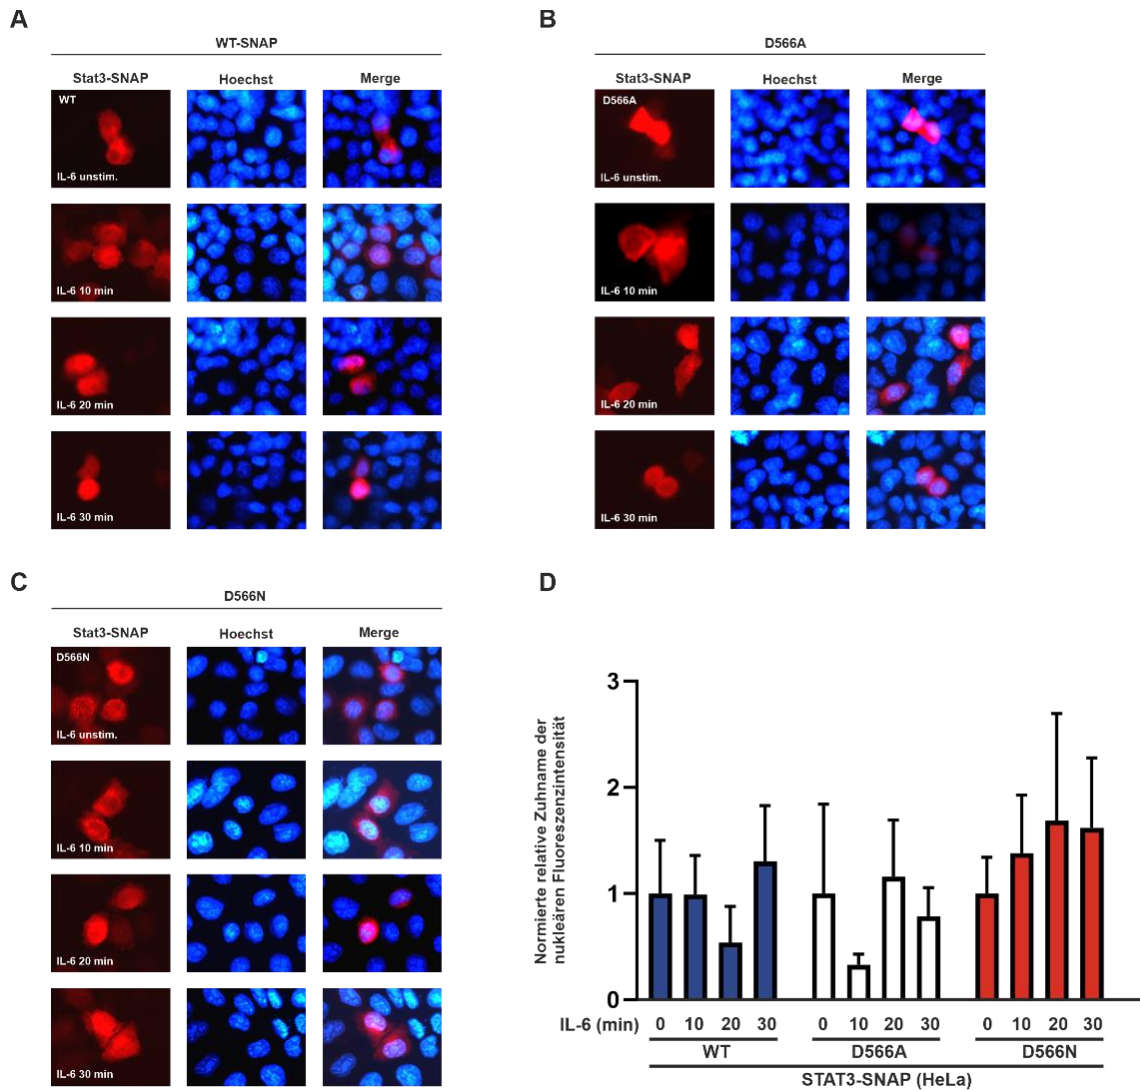 A
WT-SNAP
Stat3-SNAP Hoechst Merge
WT
IL-6 unstim.
IL-6 10 min
IL-6 20 min
IL-6 30 min
B
D566A
Stat3-SNAP Hoechst Merge
D566A
IL-6 unstim.
IL-6 10 min
IL-6 20 min
IL-6 30 min
C
D566N
Stat3-SNAP Hoechst Merge
D566N
IL-6 unstim.
IL-6 10 min
IL-6 20 min
IL-6 30 min
D
Normierte relative Zuhname der
nukleären Fluoreszenzintensität
3
2
1
0
IL-6 (min) 0 10 20 30 0 10 20 30 0 10 20 30
WT D566A D566N
STAT3-SNAP (HeLa)